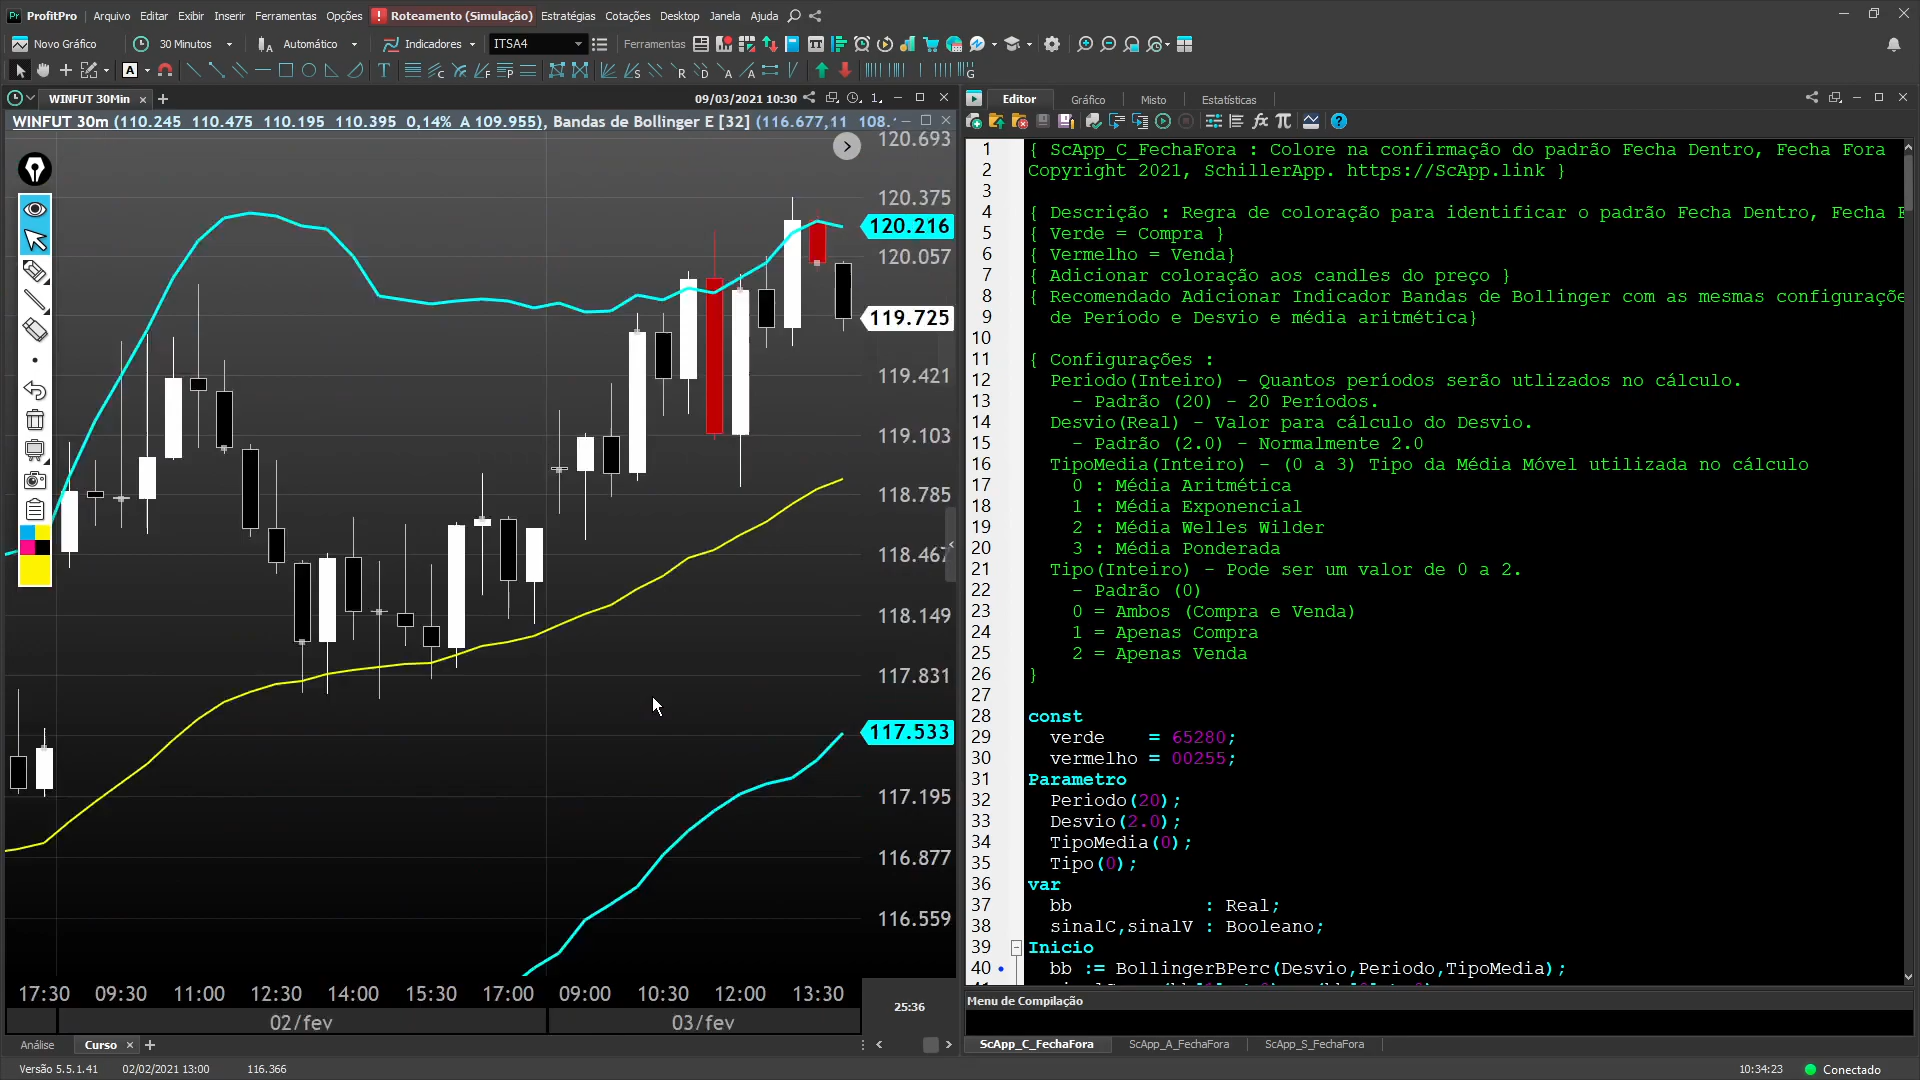 ProfitPro Arquivo Editar Exibir Inserir Ferramentas Opções ! Roteamento (Simulação) Estratégias Cotações Desktop Janela Ajuda
Novo Gráfico 30 Minutos Automático Indicadores ITSA4 Ferramentas
WINFUT 30Min 09/03/2021 10:30
WINFUT 30m (110.245 110.475 110.195 110.395 0,14% A 109.955), Bandas de Bollinger E [32] (116.677,11 108.
120.693
120.375
120.216
120.057
119.725
119.421
119.103
118.785
118.467
118.149
117.831
117.533
117.195
116.877
116.559
17:30 09:30 11:00 12:30 14:00 15:30 17:00 09:00 10:30 12:00 13:30
25:36
02/fev 03/fev
Análise Curso
Editor Gráfico Misto Estatísticas
1 { ScApp_C_FechaFora : Colore na confirmação do padrão Fecha Dentro, Fecha Fora
2 Copyright 2021, SchillerApp. https://ScApp.link }
3
4 { Descrição : Regra de coloração para identificar o padrão Fecha Dentro, Fecha
5 { Verde = Compra }
6 { Vermelho = Venda}
7 { Adicionar coloração aos candles do preço }
8 { Recomendado Adicionar Indicador Bandas de Bollinger com as mesmas configuraçõe
9 de Período e Desvio e média aritmética}
10
11 { Configurações :
12 Periodo(Inteiro) - Quantos períodos serão utlizados no cálculo.
13 - Padrão (20) - 20 Períodos.
14 Desvio(Real) - Valor para cálculo do Desvio.
15 - Padrão (2.0) - Normalmente 2.0
16 TipoMedia(Inteiro) - (0 a 3) Tipo da Média Móvel utilizada no cálculo
17 0 : Média Aritmética
18 1 : Média Exponencial
19 2 : Média Welles Wilder
20 3 : Média Ponderada
21 Tipo(Inteiro) - Pode ser um valor de 0 a 2.
22 - Padrão (0)
23 0 = Ambos (Compra e Venda)
24 1 = Apenas Compra
25 2 = Apenas Venda
26 }
27
28 const
29 verde = 65280;
30 vermelho = 00255;
31 Parametro
32 Periodo(20);
33 Desvio(2.0);
34 TipoMedia(0);
35 Tipo(0);
36 var
37 bb : Real;
38 sinalC,sinalV : Booleano;
39 Inicio
40 bb := BollingerBPerc(Desvio,Periodo,TipoMedia);
Menu de Compilação
ScApp_C_FechaFora ScApp_A_FechaFora ScApp_S_FechaFora
Versão 5.5.1.41 02/02/2021 13:00 116.366 10:34:23 Conectado